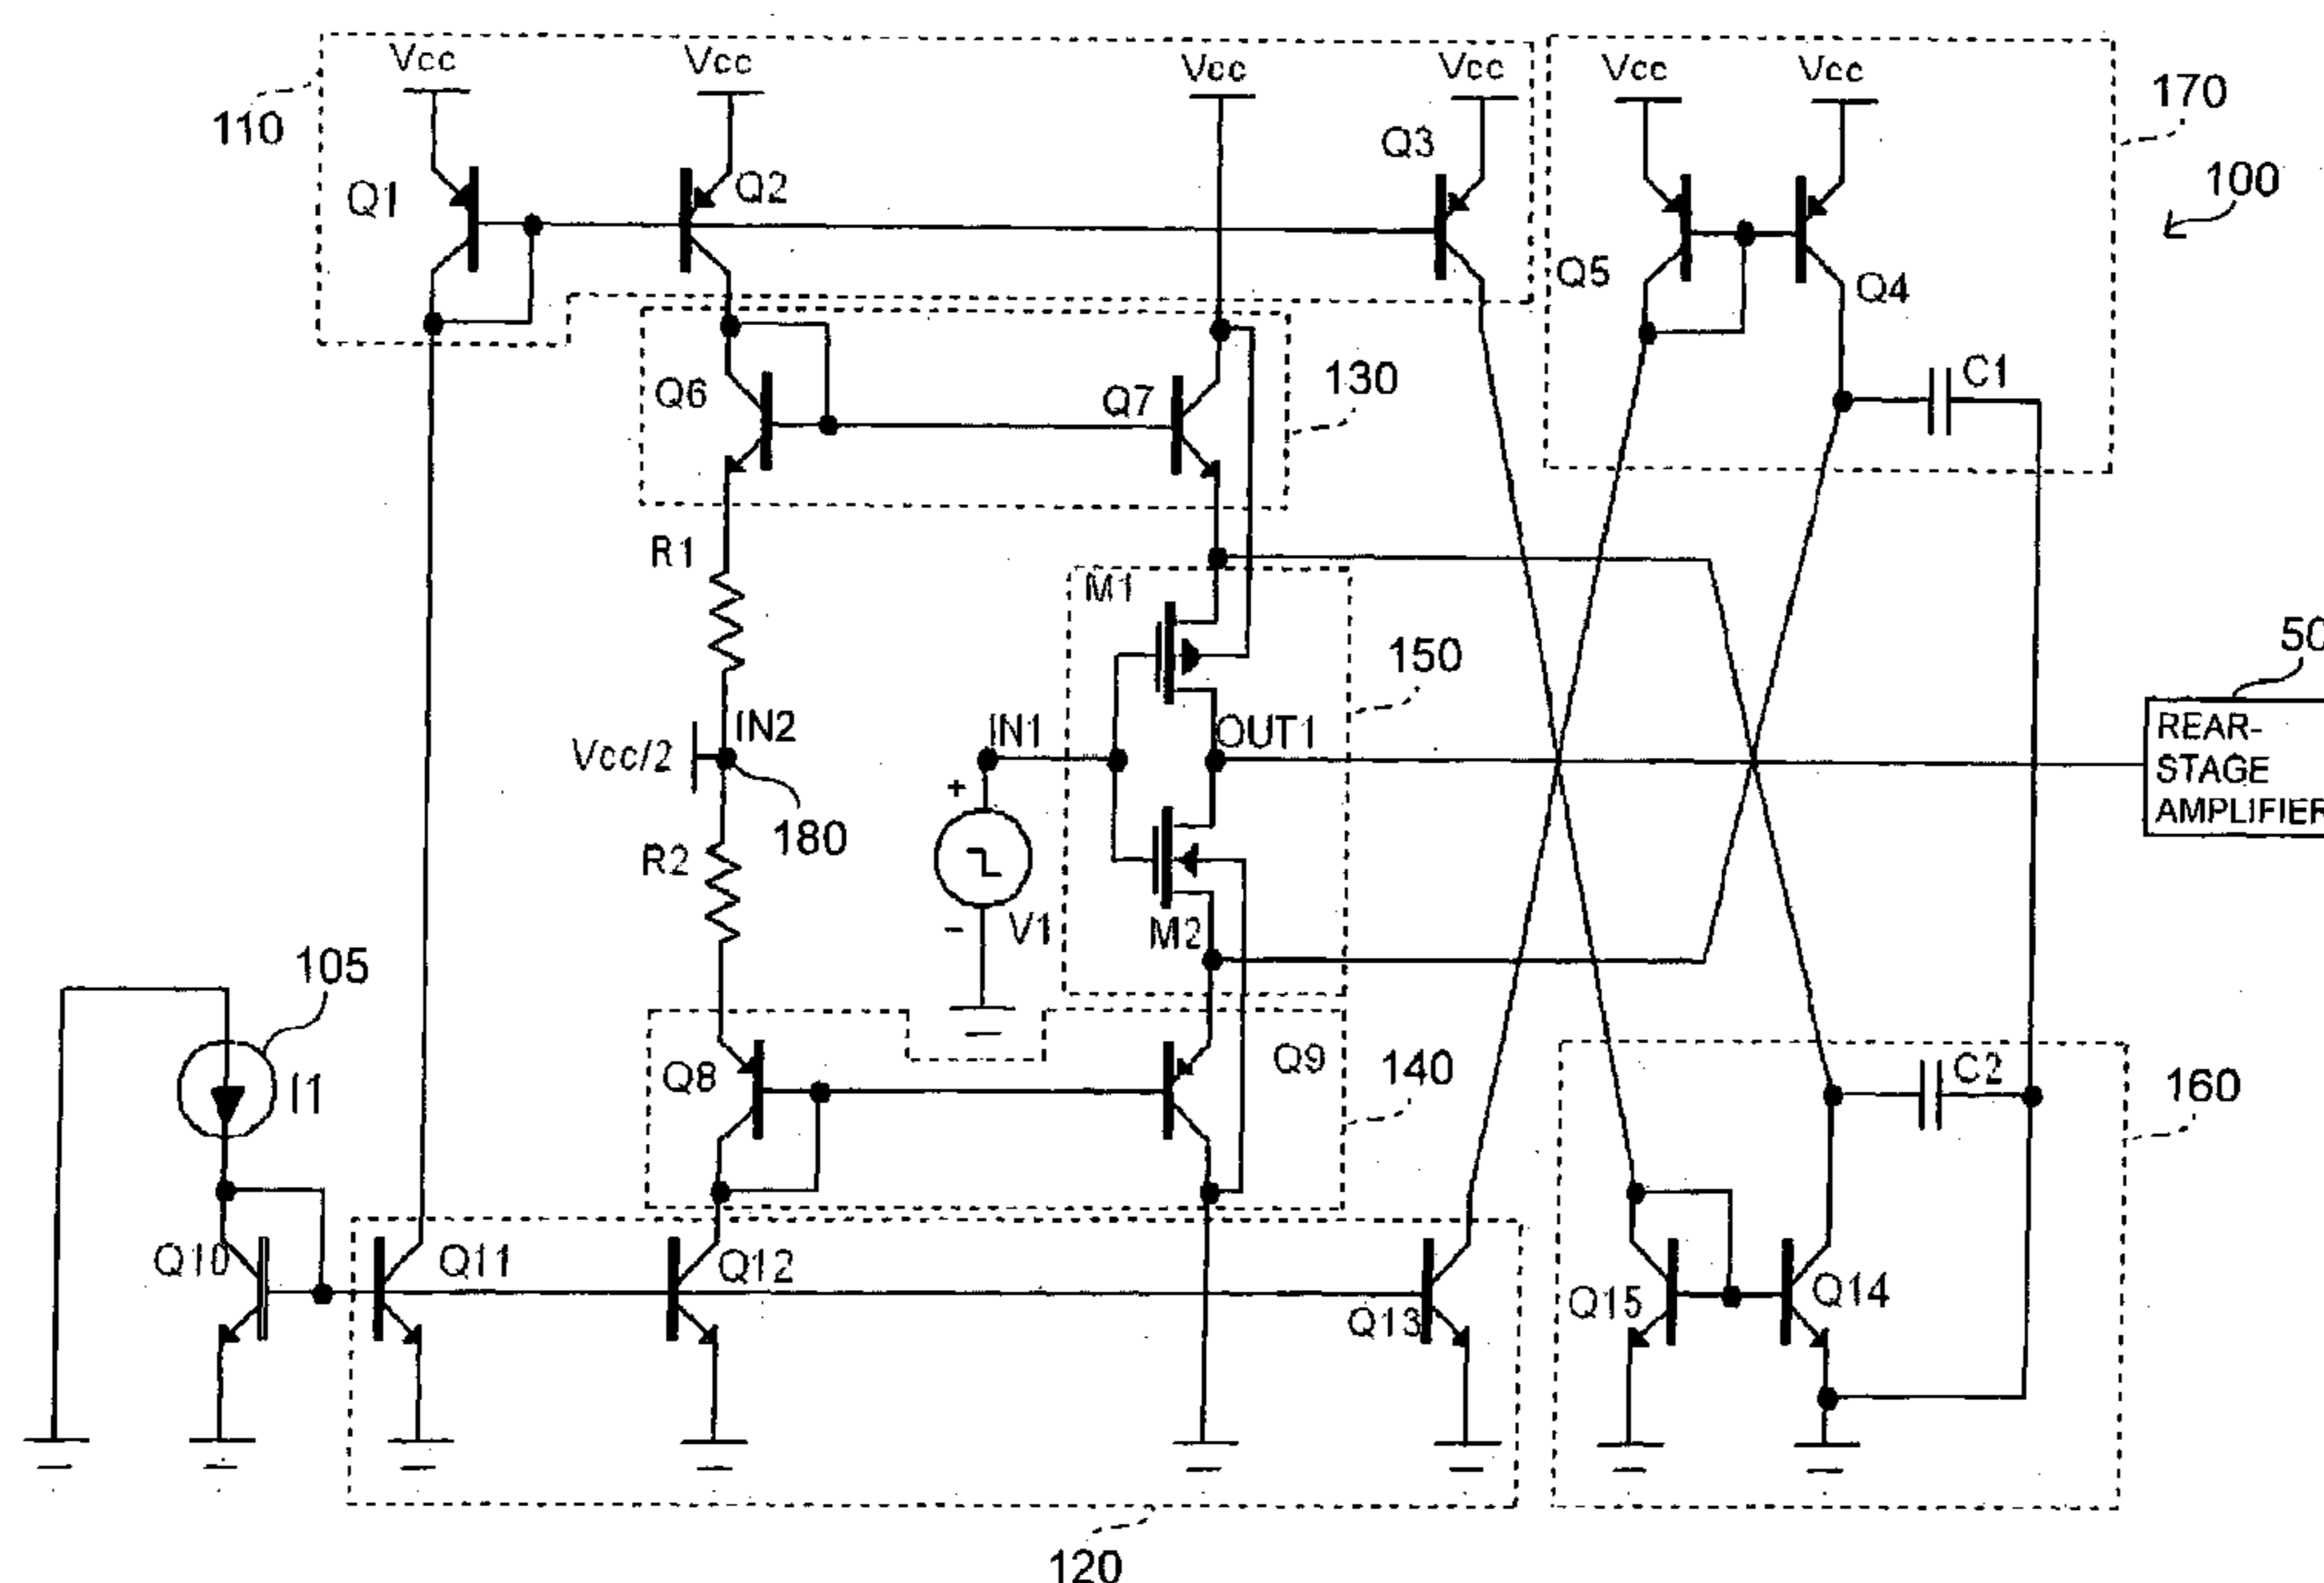 Vcc
Vcc
Vcc
Vcc
Vcc
Vcc
110
170
100
Q1
Q2
Q3
Q5
Q4
C1
Q6
Q7
130
R1
M1
150
50
IN2
Vcc/2
180
IN1
OUT1
REAR-
STAGE
AMPLIFIER
R2
+
-
V1
M2
105
I1
Q8
Q9
140
C2
160
Q10
Q11
Q12
Q13
Q15
Q14
120